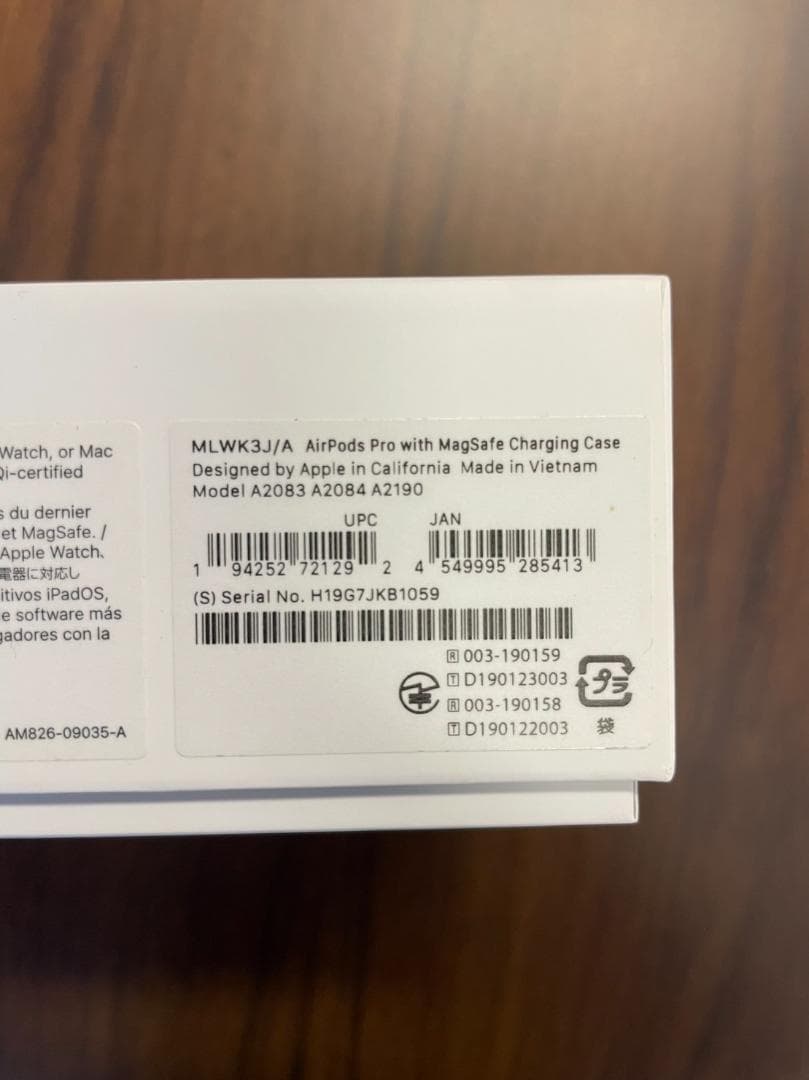 Watch, or Mac
Qi-certified
s du dernier
et MagSafe. /
Apple Watch、
電器に対応し
itivos iPadOS,
e software más
gadores con la
AM826-09035-A
MLWK3J/A AirPods Pro with MagSafe Charging Case
Designed by Apple in California Made in Vietnam
Model A2083 A2084 A2190
UPC JAN
1 94252 72129 2 4 549995 285413
(S) Serial No. H19G7JKB1059
R 003-190159
T D190123003
R 003-190158
T D190122003
プラ
袋